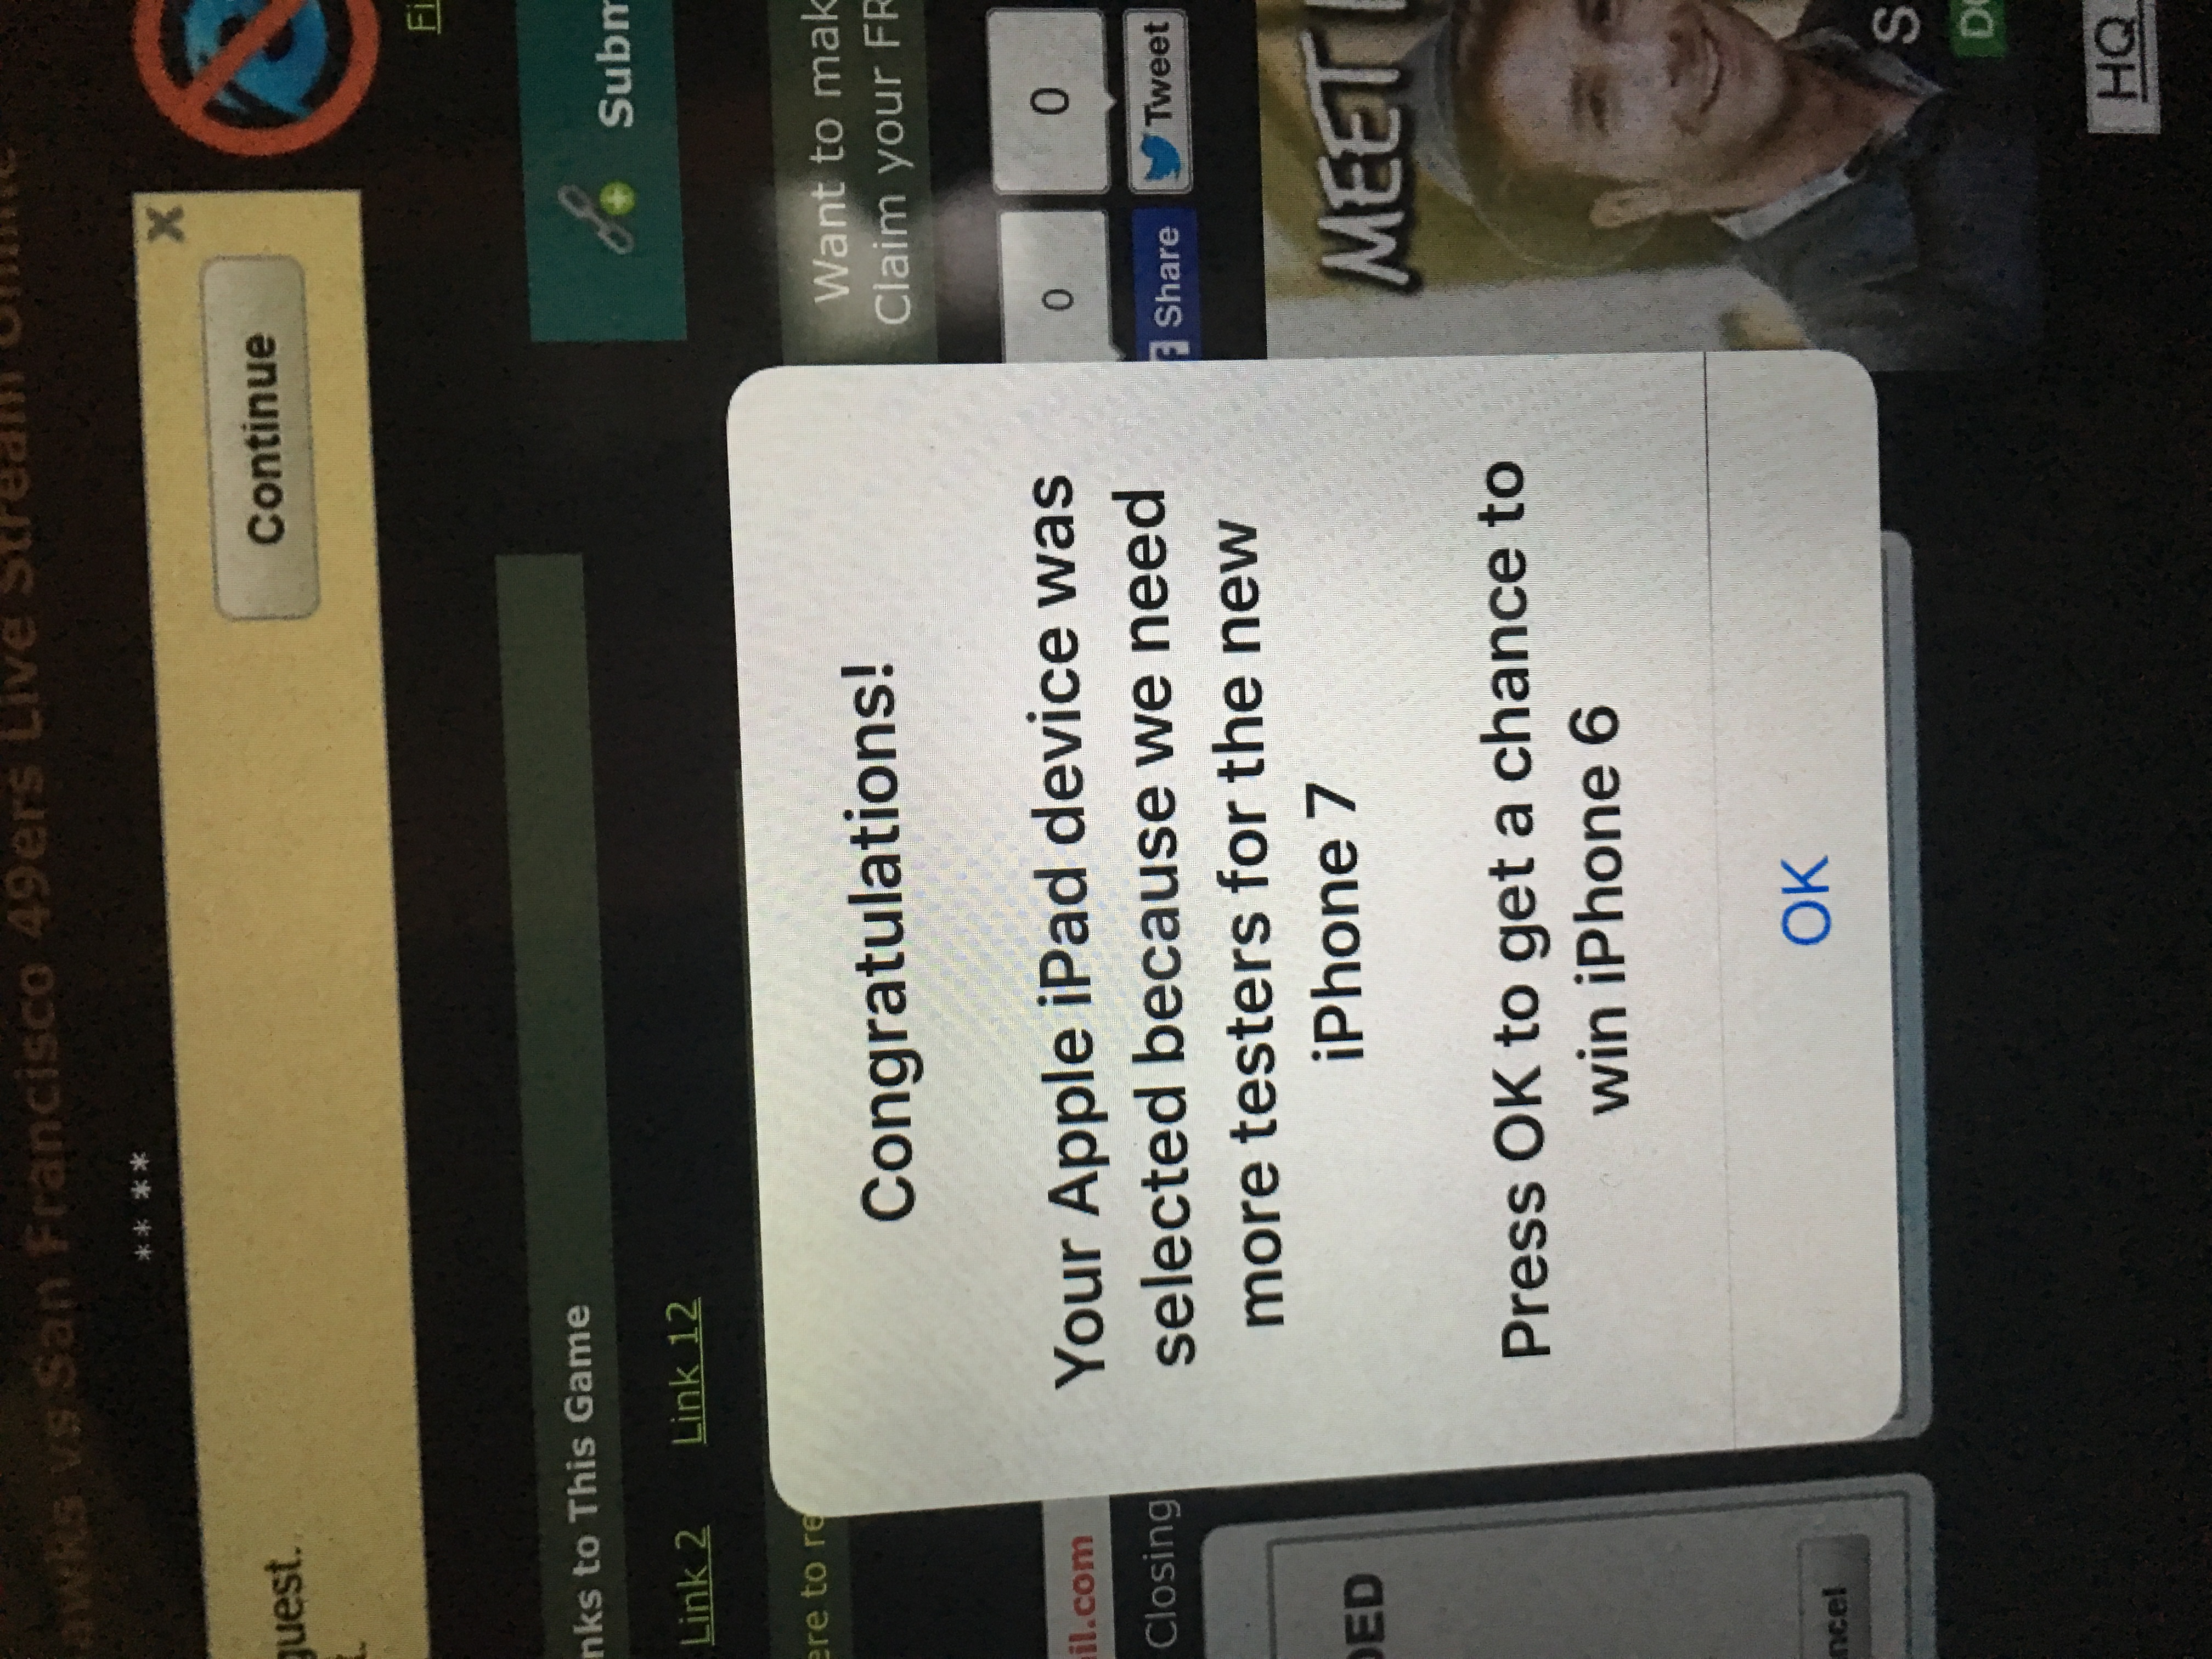 awks vs San Francisco 49ers Live Stream Online
** **
X
guest.
Continue
t.
Fi
nks to This Game
Subm
Link 2 Link 12
ere to re
Want to mak
Claim your FR
Congratulations!
Your Apple iPad device was
selected because we need
more testers for the new
iPhone 7
Press OK to get a chance to
win iPhone 6
OK
il.com
Closing
0 0
f Share Tweet
DED
MEET
ncel
S
DO
HQ